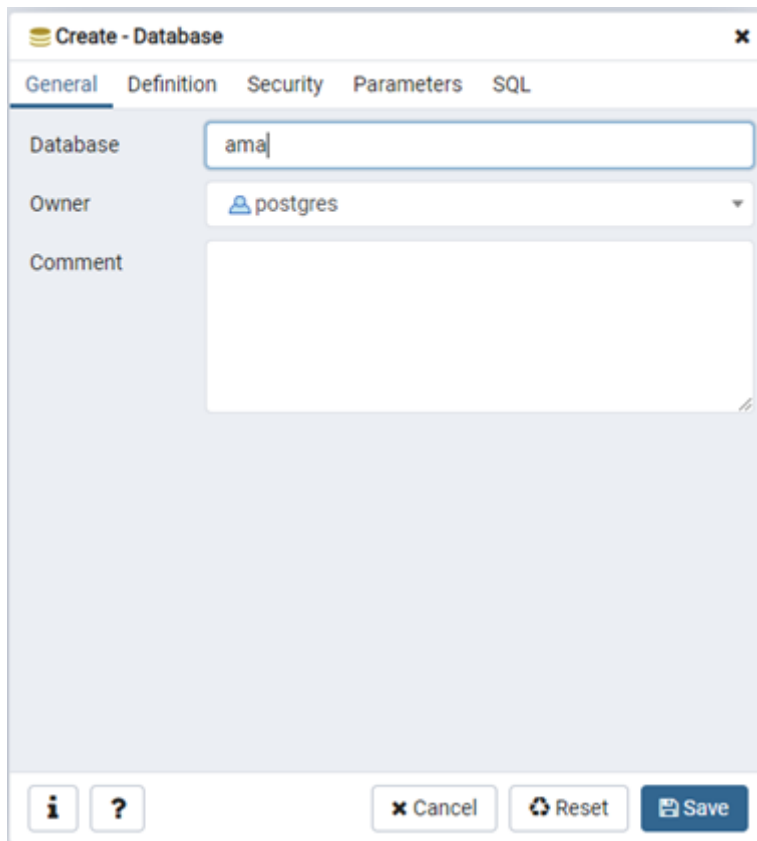 Create - Database
General Definition Security Parameters SQL
Database ama
Owner postgres
Comment
i ? Cancel Reset Save